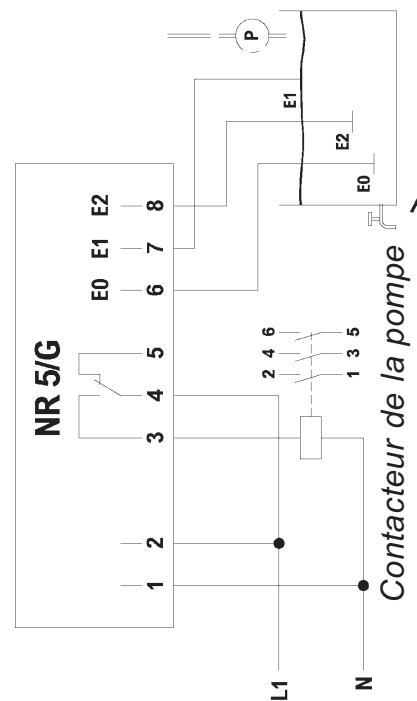 NR 5/G
E0 E1 E2
1 2 3 4 5 6 7 8
P
E1
E2
E0
2 4 6
1 3 5
L1
N
Contacteur de la pompe